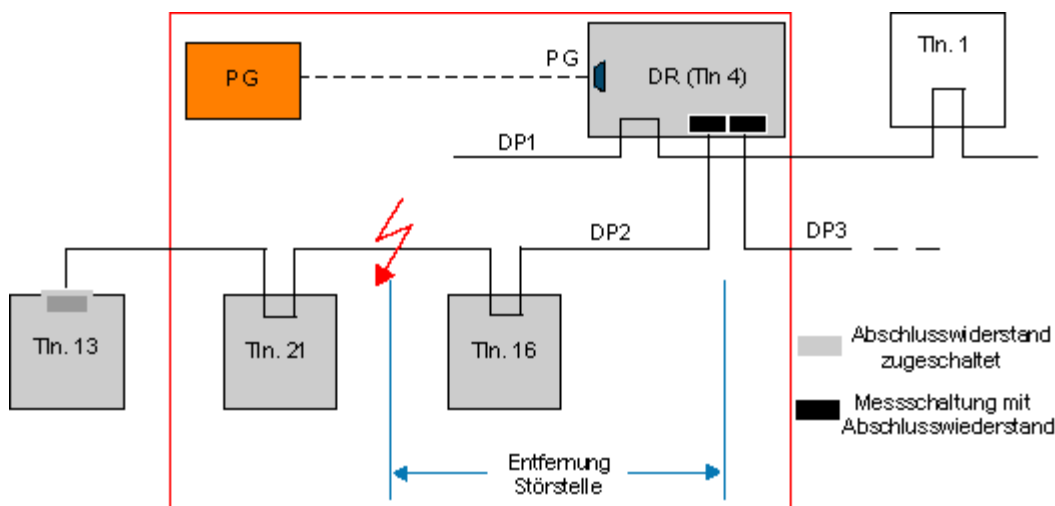 PG
PG
DR (Tln 4)
Tln. 1
DP1
DP2
DP3
Tln. 13
Tln. 21
Tln. 16
Abschlusswiderstand
zugeschaltet
Messschaltung mit
Abschlusswiederstand
Entfernung
Störstelle